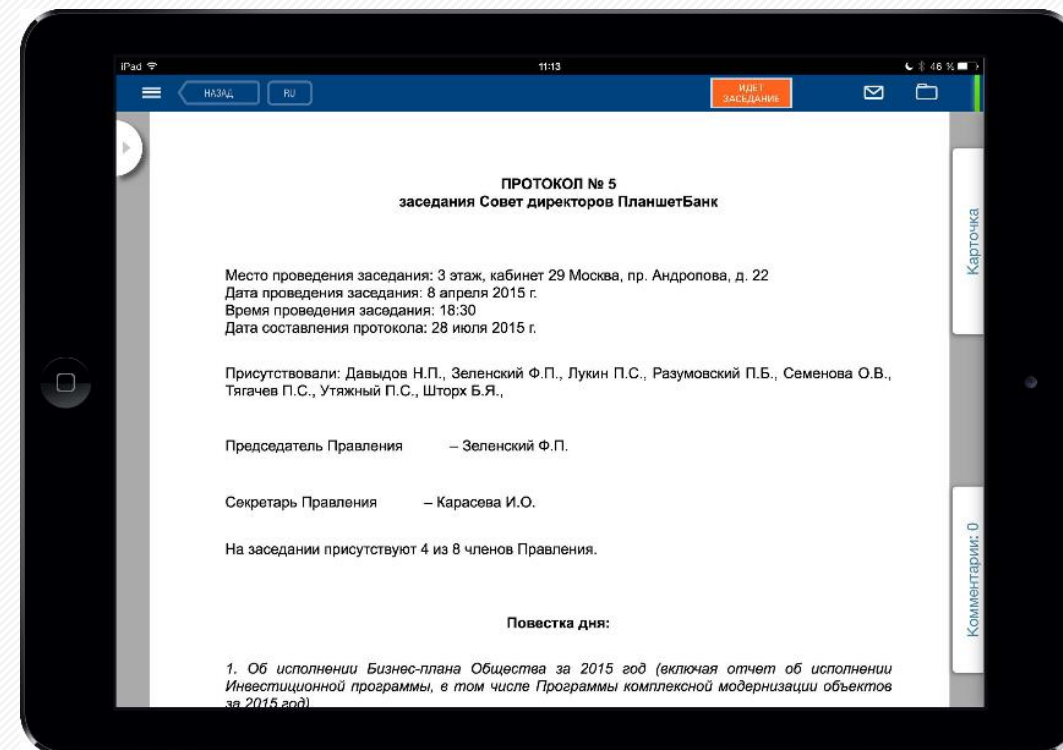 iPad 11:13 46 %
НАЗАД RU ИДЕТ
ЗАСЕДАНИЕ
ПРОТОКОЛ № 5
заседания Совет директоров ПланшетБанк
Карточка
Место проведения заседания: 3 этаж, кабинет 29 Москва, пр. Андропова, д. 22
Дата проведения заседания: 8 апреля 2015 г.
Время проведения заседания: 18:30
Дата составления протокола: 28 июля 2015 г.
Присутствовали: Давыдов Н.П., Зеленский Ф.П., Лукин П.С., Разумовский П.Б., Семенова О.В.,
Тягачев П.С., Утяжный П.С., Шторх Б.Я.,
Председатель Правления – Зеленский Ф.П.
Секретарь Правления – Карасева И.О.
На заседании присутствуют 4 из 8 членов Правления.
Комментарии: 0
Повестка дня:
1. Об исполнении Бизнес-плана Общества за 2015 год (включая отчет об исполнении
Инвестиционной программы, в том числе Программы комплексной модернизации объектов
за 2015 год)